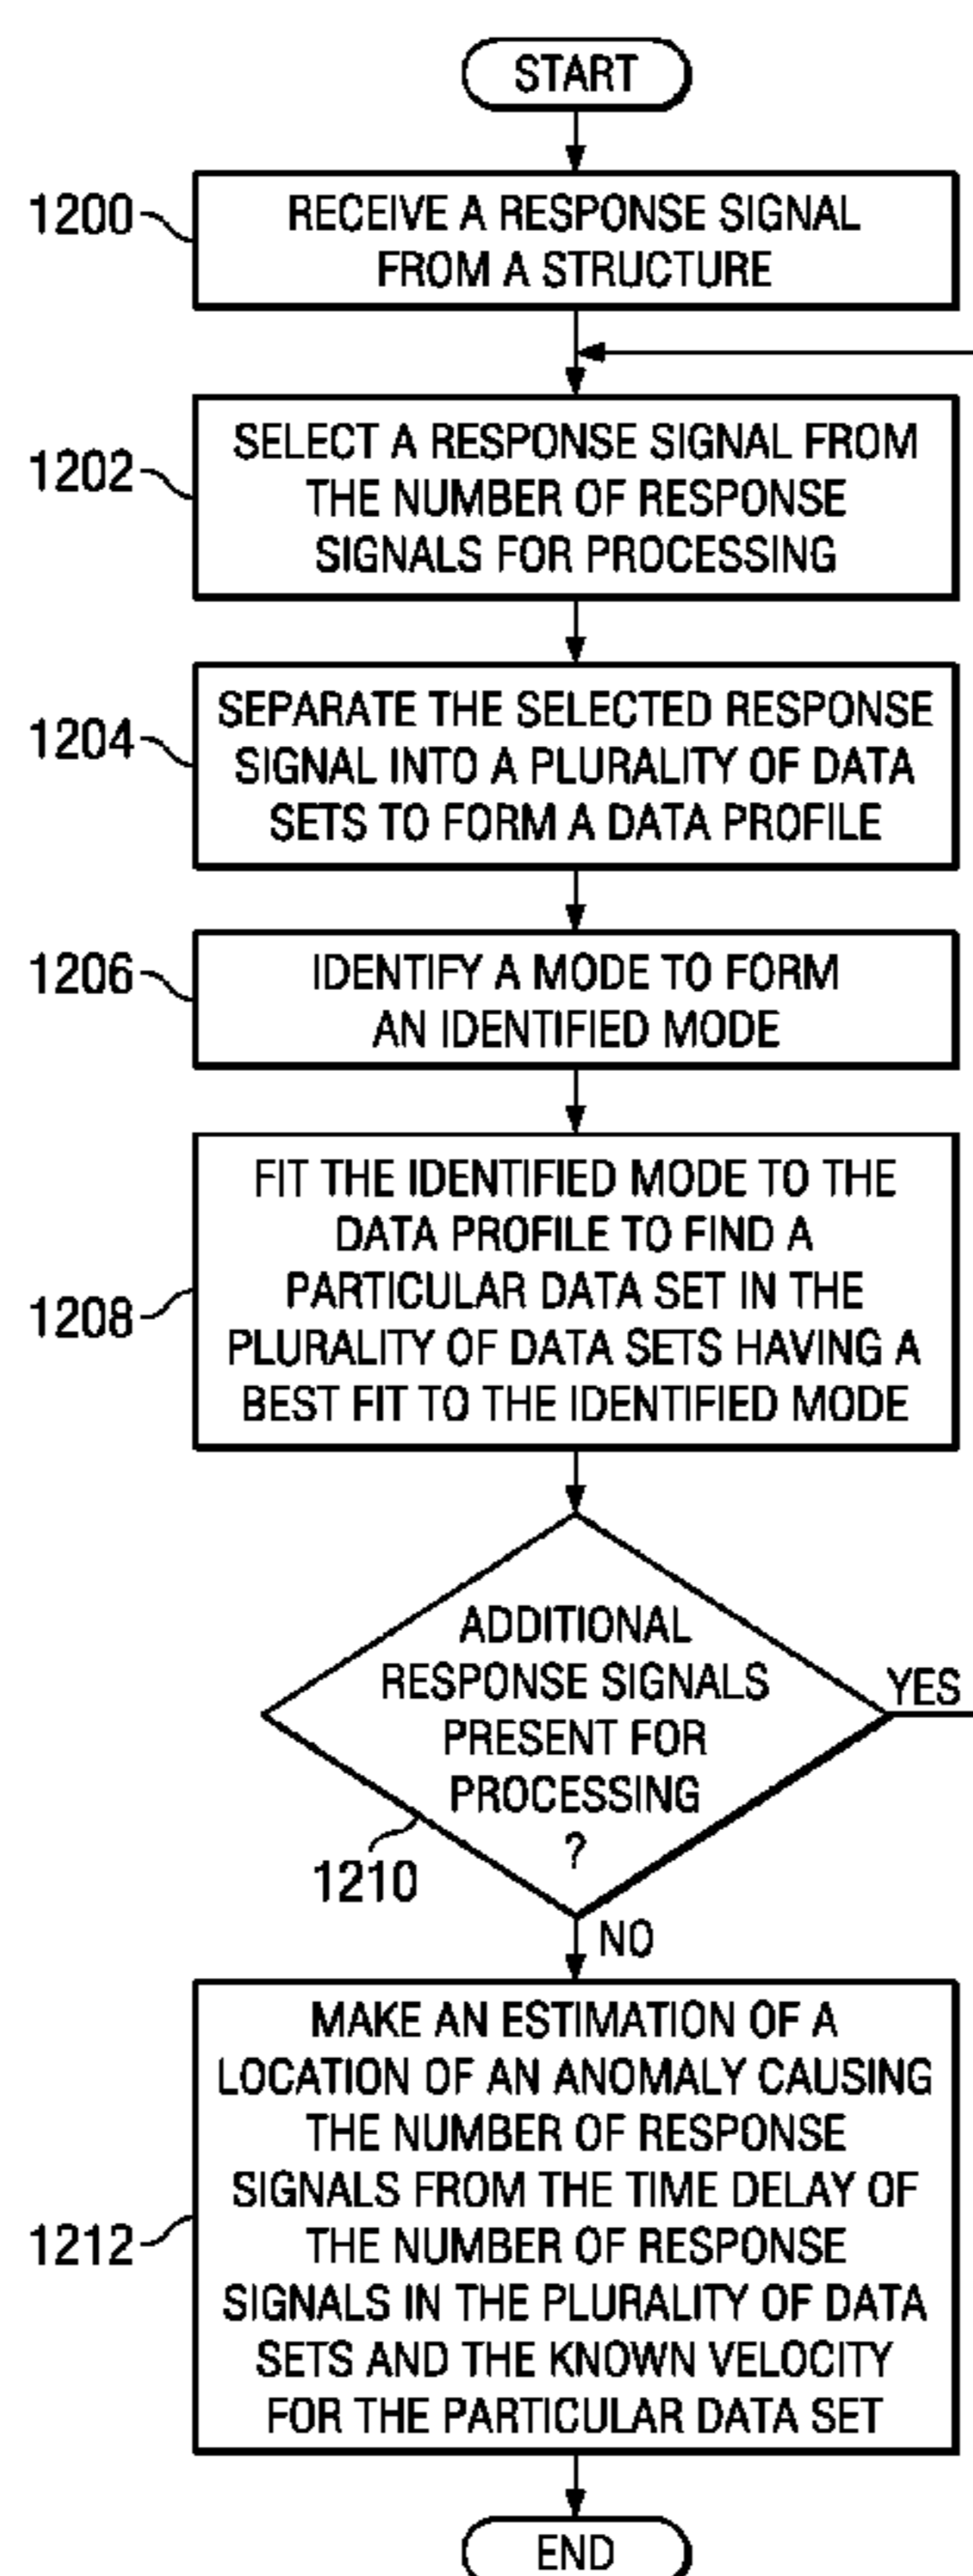 START
1200
RECEIVE A RESPONSE SIGNAL
FROM A STRUCTURE
1202
SELECT A RESPONSE SIGNAL FROM
THE NUMBER OF RESPONSE
SIGNALS FOR PROCESSING
1204
SEPARATE THE SELECTED RESPONSE
SIGNAL INTO A PLURALITY OF DATA
SETS TO FORM A DATA PROFILE
1206
IDENTIFY A MODE TO FORM
AN IDENTIFIED MODE
1208
FIT THE IDENTIFIED MODE TO THE
DATA PROFILE TO FIND A
PARTICULAR DATA SET IN THE
PLURALITY OF DATA SETS HAVING A
BEST FIT TO THE IDENTIFIED MODE
ADDITIONAL
RESPONSE SIGNALS
PRESENT FOR
PROCESSING
?
YES
1210
NO
1212
MAKE AN ESTIMATION OF A
LOCATION OF AN ANOMALY CAUSING
THE NUMBER OF RESPONSE
SIGNALS FROM THE TIME DELAY OF
THE NUMBER OF RESPONSE
SIGNALS IN THE PLURALITY OF DATA
SETS AND THE KNOWN VELOCITY
FOR THE PARTICULAR DATA SET
END